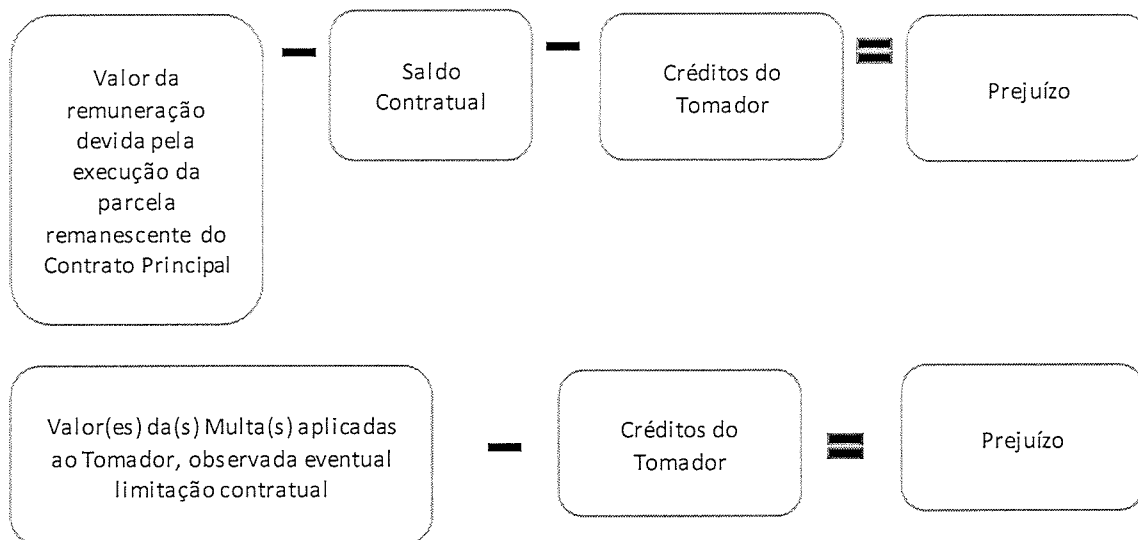 Valor da
remuneração
devida pela
execução da
parcela
remanescente do
Contrato Principal
Saldo
Contratual
Créditos do
Tomador
Prejuízo
Valor(es) da(s) Multa(s) aplicadas
ao Tomador, observada eventual
limitação contratual
Créditos do
Tomador
Prejuízo